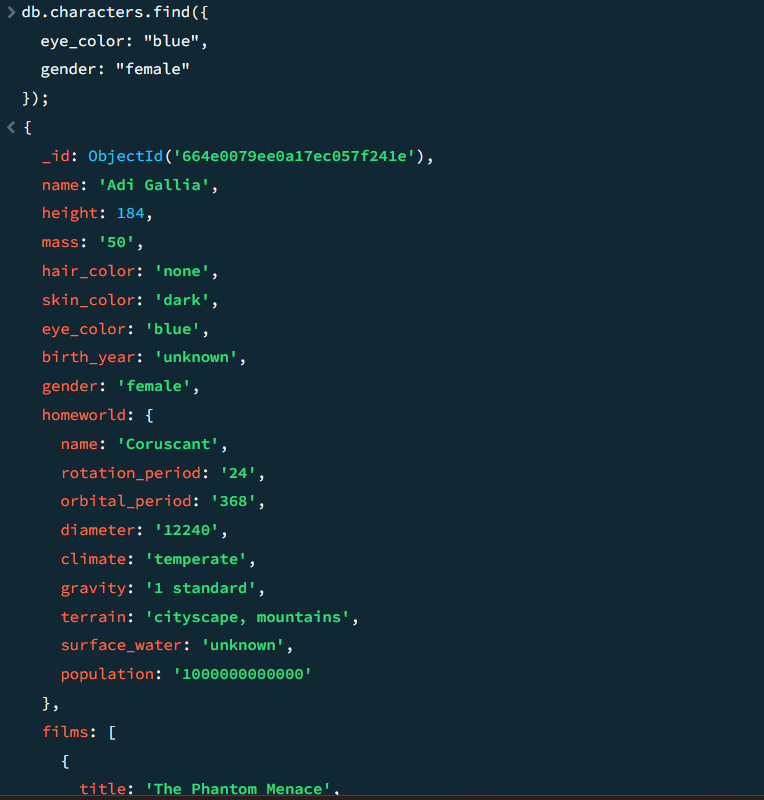 db.characters.find({
eye_color: "blue",
gender: "female"
});
{
_id: ObjectId('664e0079ee0a17ec057f241e'),
name: 'Adi Gallia',
height: 184,
mass: '50',
hair_color: 'none',
skin_color: 'dark',
eye_color: 'blue',
birth_year: 'unknown',
gender: 'female',
homeworld: {
name: 'Coruscant',
rotation_period: '24',
orbital_period: '368',
diameter: '12240',
climate: 'temperate',
gravity: '1 standard',
terrain: 'cityscape, mountains',
surface_water: 'unknown',
population: '1000000000000'
},
films: [
{
title: 'The Phantom Menace',